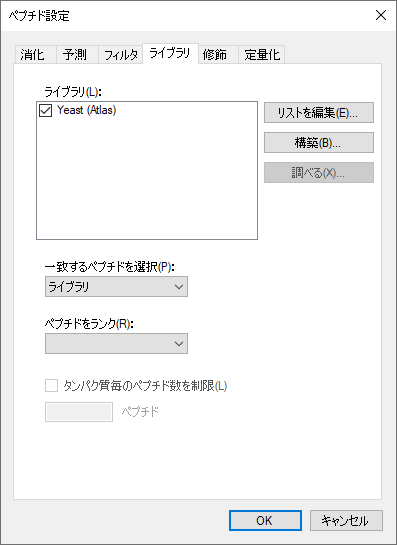 ペプチド設定
消化
予測
フィルタ
ライブラリ
修飾
定量化
ライブラリ(L):
Yeast (Atlas)
リストを編集(E)...
構築(B)...
調べる(X)...
一致するペプチドを選択(P):
ライブラリ
ペプチドをランク(R):
タンパク質毎のペプチド数を制限(L)
ペプチド
OK
キャンセル